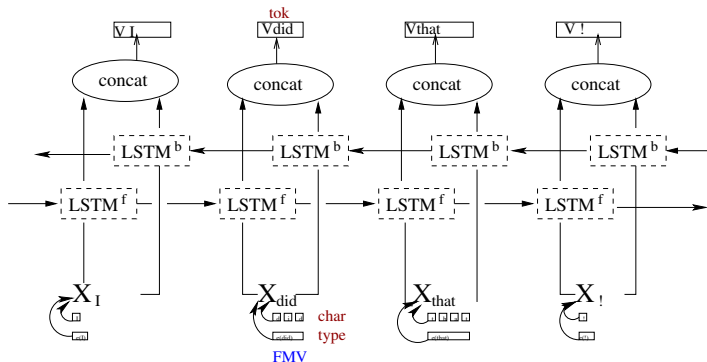 tok
V I Vdid Vthat V !
concat concat concat concat
LSTM b LSTM b LSTM b LSTM b
LSTM f LSTM f LSTM f LSTM f
X I X did X that X !
char
e(did) type
FMV